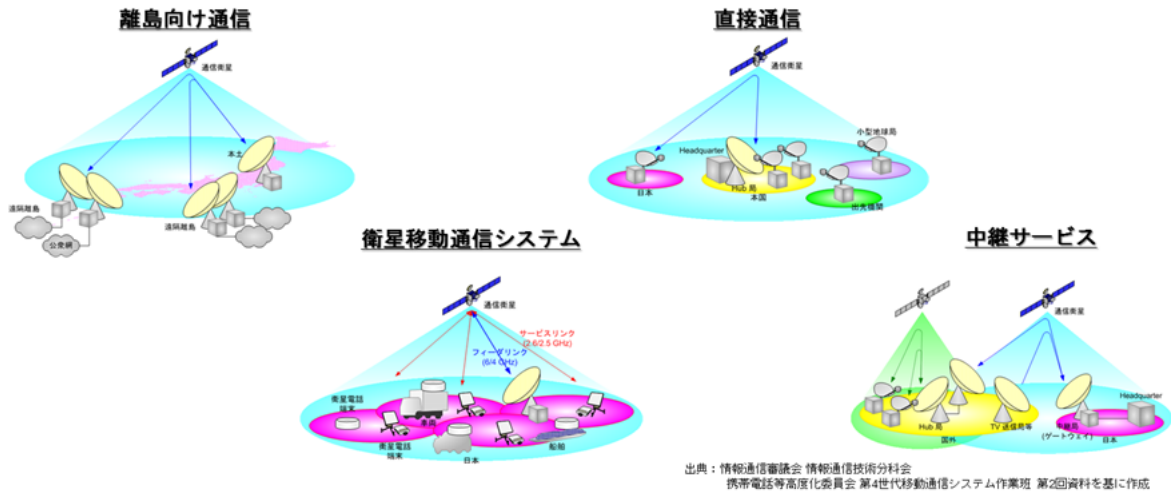 離島向け通信
通信衛星
本土
遠隔離島
遠隔離島
公衆網
直接通信
通信衛星
小型地球局
Headquarter
日本
Hub 局
本国
出先機関
衛星移動通信システム
通信衛星
サービスリンク
(2.6/2.5 GHz)
フィーダリンク
(6/4 GHz)
衛星電話
端末
車両
衛星電話
端末
日本
船舶
中継サービス
通信衛星
Headquarter
Hub 局
国外
TV 送信局等
中継局
(ゲートウェイ)
日本
出典:情報通信審議会 情報通信技術分科会
携帯電話等高度化委員会 第4世代移動通信システム作業班 第2回資料を基に作成